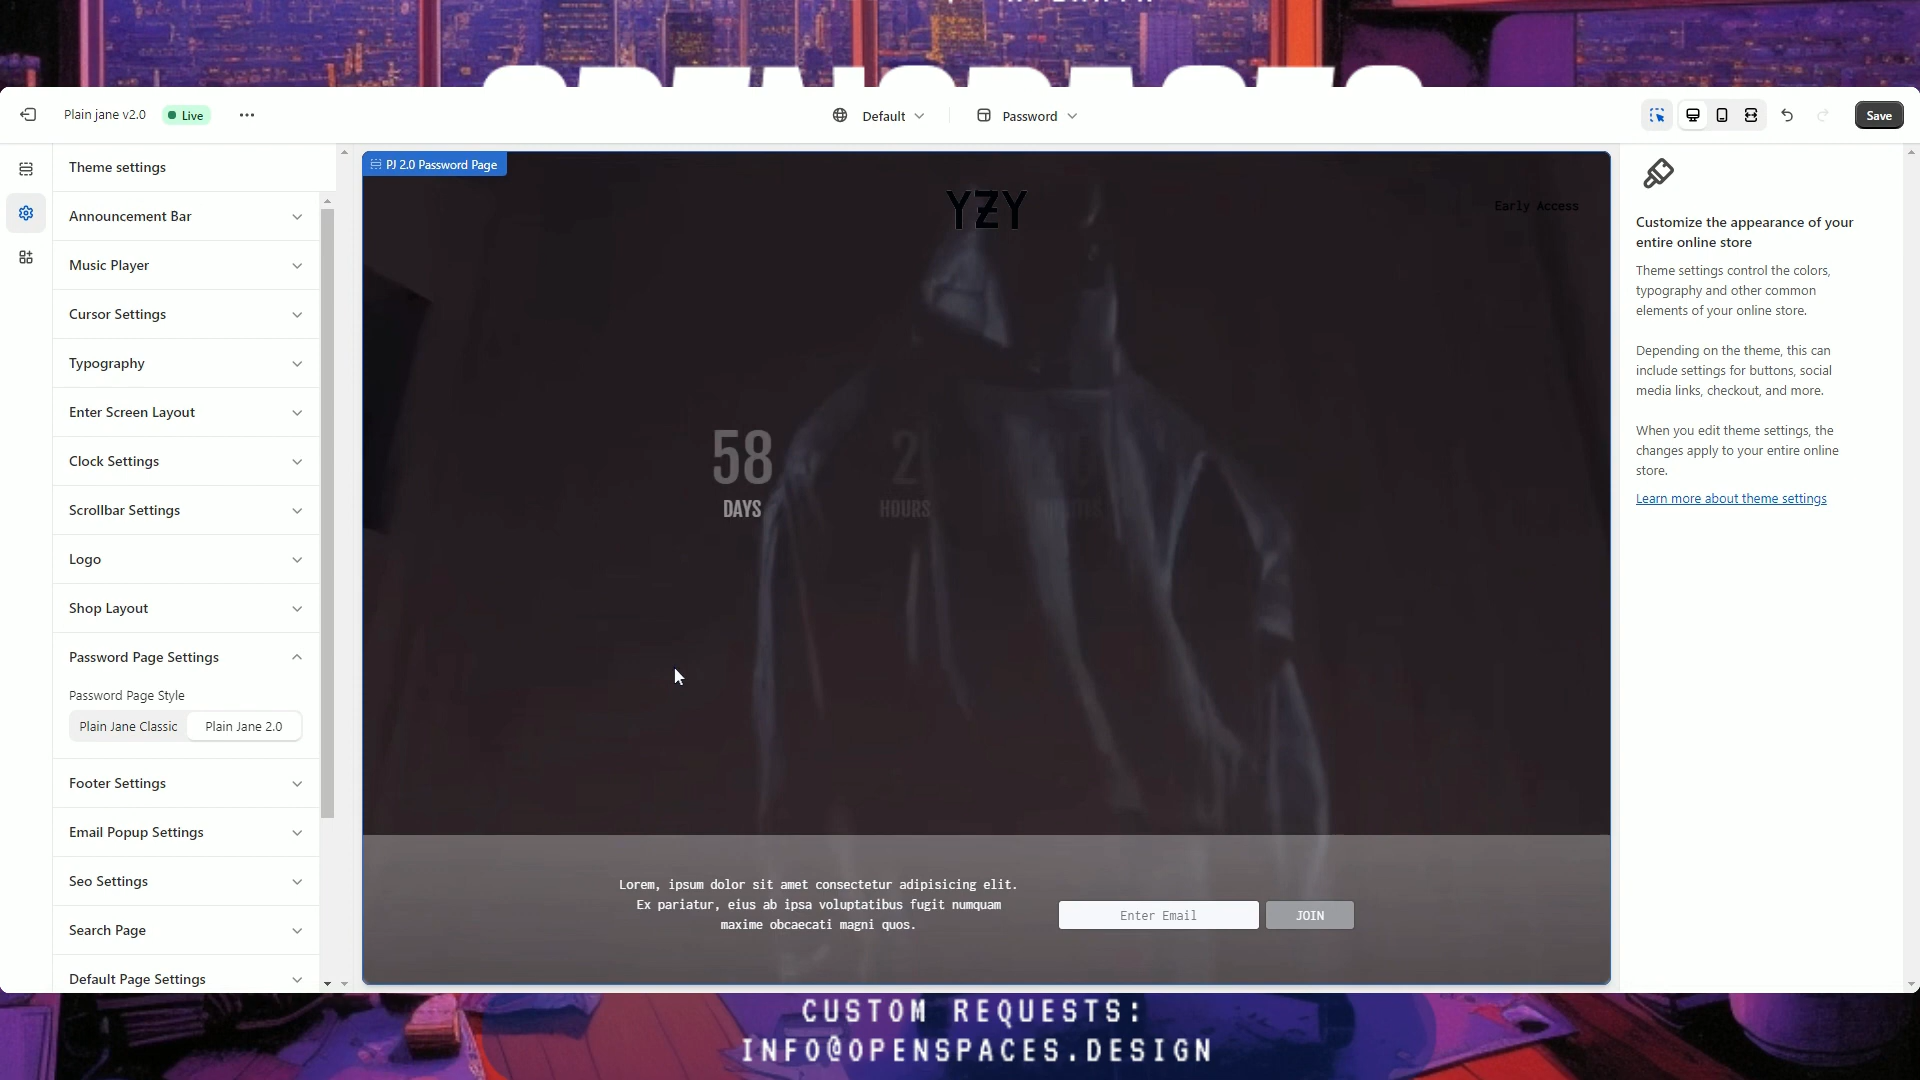 Plain jane v2.0
Live
Default
Password
Save
Theme settings
Announcement Bar
Music Player
Cursor Settings
Typography
Enter Screen Layout
Clock Settings
Scrollbar Settings
Logo
Shop Layout
Password Page Settings
Password Page Style
Plain Jane Classic
Plain Jane 2.0
Footer Settings
Email Popup Settings
Seo Settings
Search Page
Default Page Settings
PJ 2.0 Password Page
YZY
Early Access
58
DAYS
HOURS
Lorem, ipsum dolor sit amet consectetur adipisicing elit.
Ex pariatur, eius ab ipsa voluptatibus fugit numquam
maxime obcaecati magni quos.
Enter Email
JOIN
Customize the appearance of your
entire online store
Theme settings control the colors,
typography and other common
elements of your online store.
Depending on the theme, this can
include settings for buttons, social
media links, checkout, and more.
When you edit theme settings, the
changes apply to your entire online
store.
Learn more about theme settings
CUSTOM REQUESTS:
INFO@OPENSPACES.DESIGN